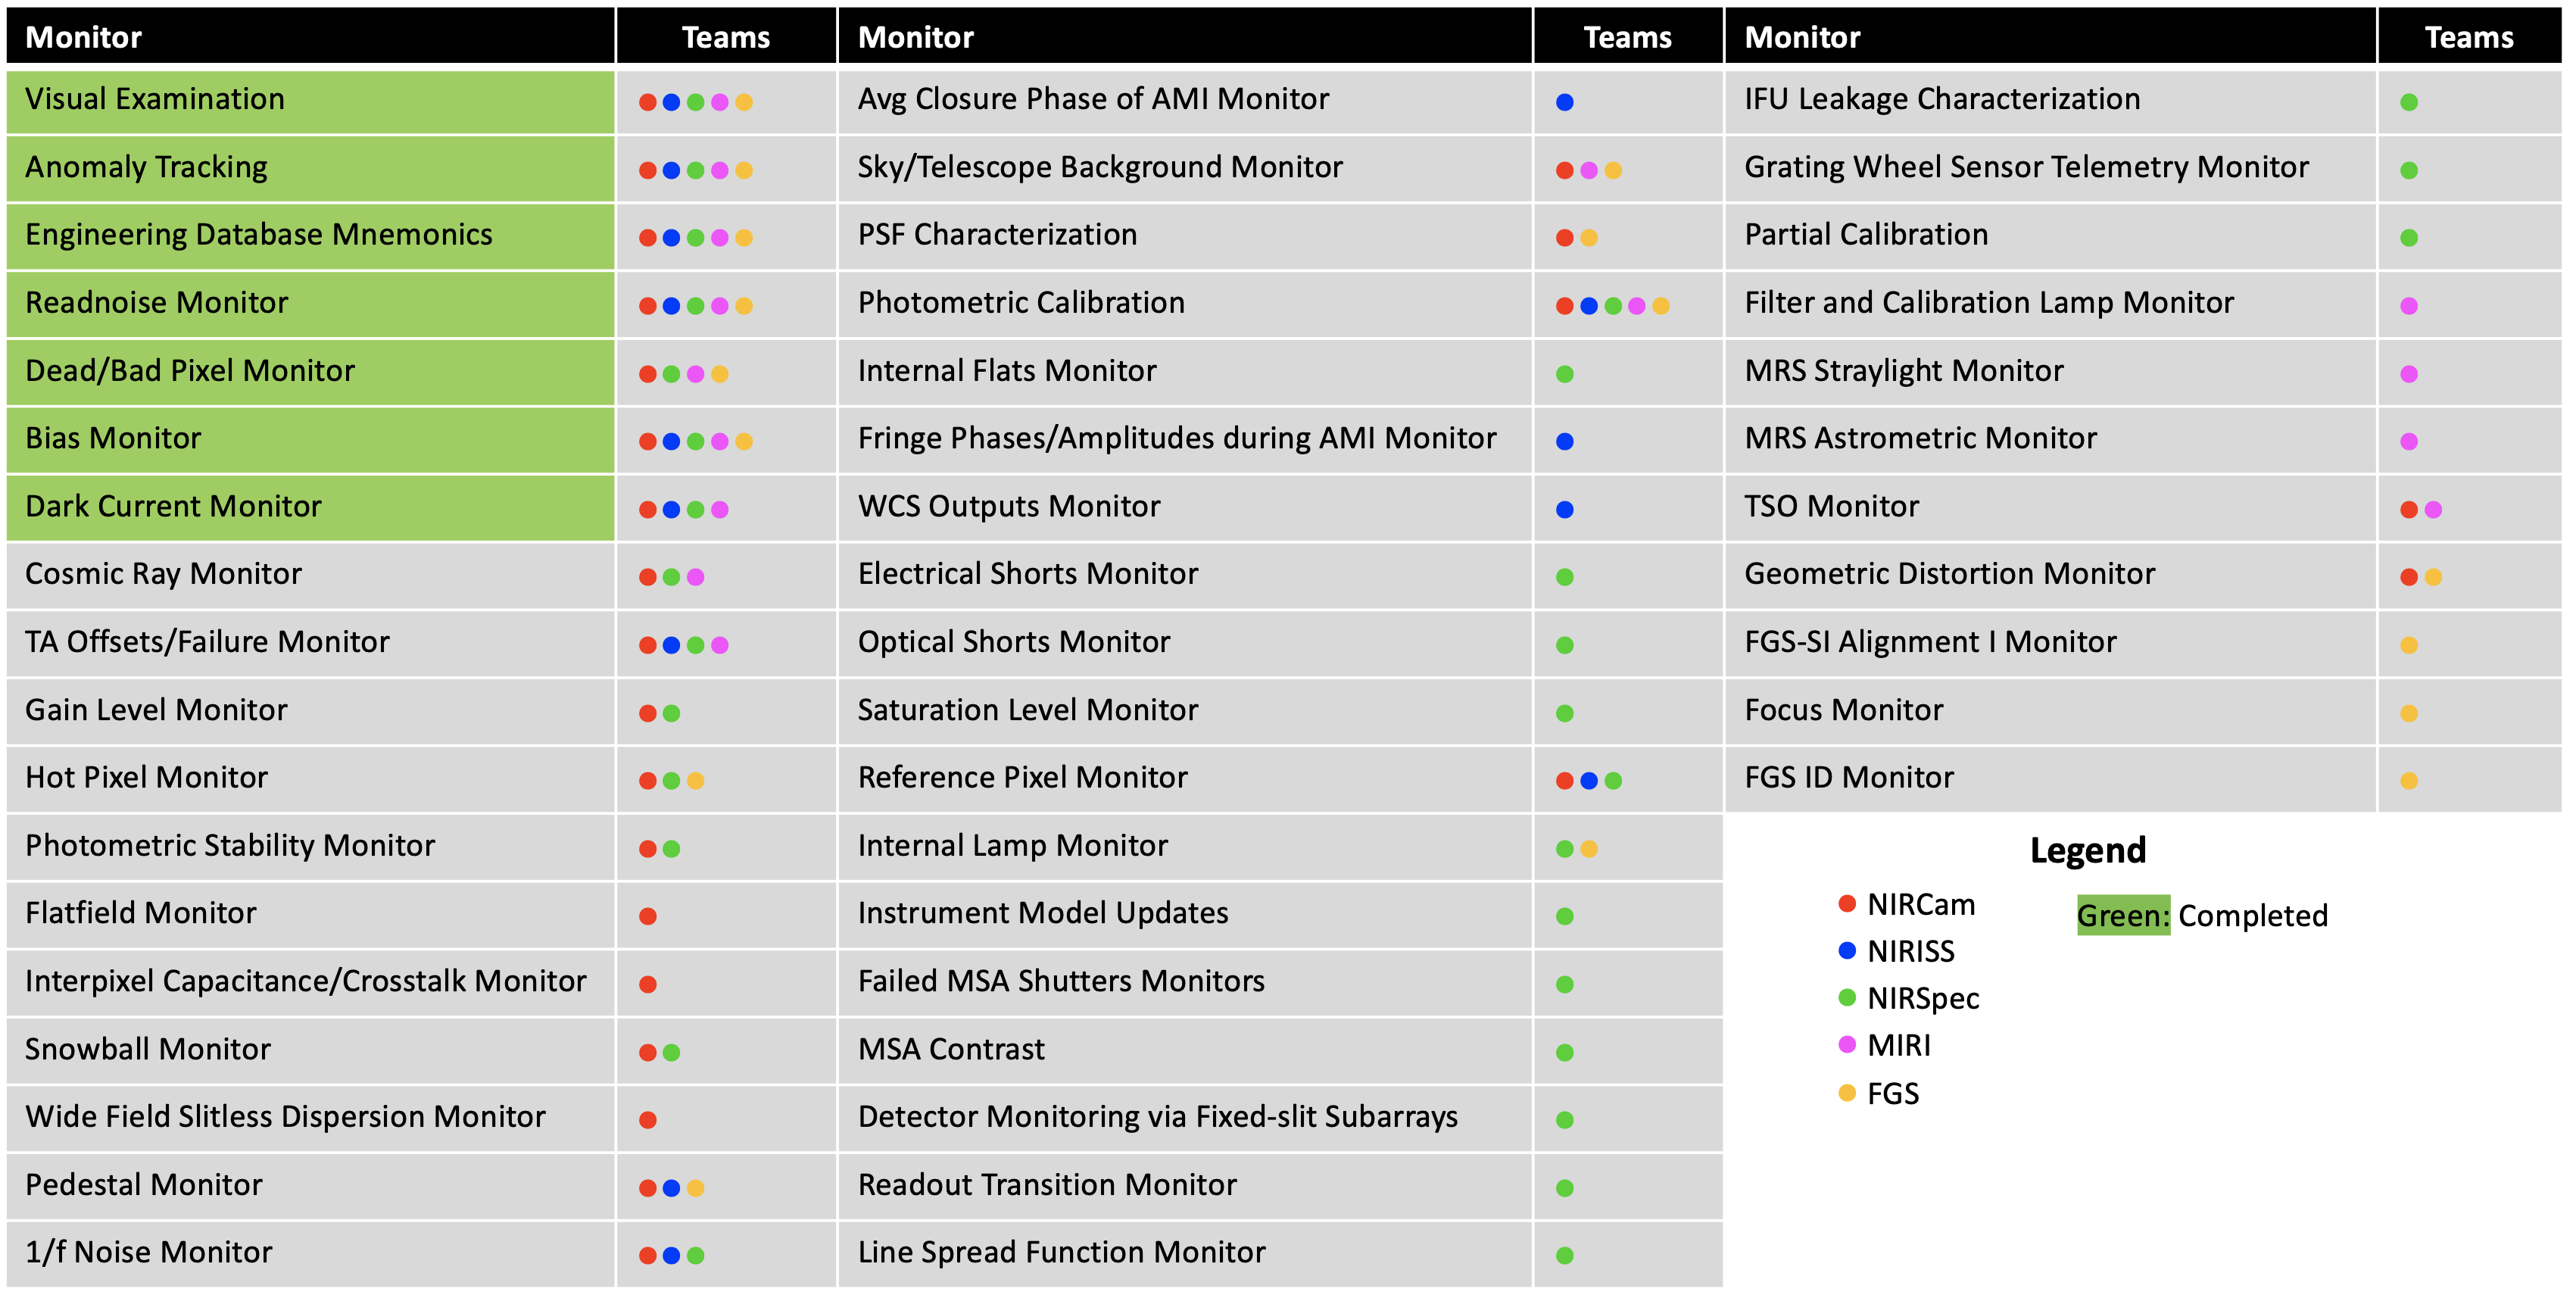 Monitor Teams Monitor Teams Monitor Teams
Visual Examination Avg Closure Phase of AMI Monitor IFU Leakage Characterization
Anomaly Tracking Sky/Telescope Background Monitor Grating Wheel Sensor Telemetry Monitor
Engineering Database Mnemonics PSF Characterization Partial Calibration
Readnoise Monitor Photometric Calibration Filter and Calibration Lamp Monitor
Dead/Bad Pixel Monitor Internal Flats Monitor MRS Straylight Monitor
Bias Monitor Fringe Phases/Amplitudes during AMI Monitor MRS Astrometric Monitor
Dark Current Monitor WCS Outputs Monitor TSO Monitor
Cosmic Ray Monitor Electrical Shorts Monitor Geometric Distortion Monitor
TA Offsets/Failure Monitor Optical Shorts Monitor FGS-SI Alignment I Monitor
Gain Level Monitor Saturation Level Monitor Focus Monitor
Hot Pixel Monitor Reference Pixel Monitor FGS ID Monitor
Photometric Stability Monitor Internal Lamp Monitor
Flatfield Monitor Instrument Model Updates
Interpixel Capacitance/Crosstalk Monitor Failed MSA Shutters Monitors
Snowball Monitor MSA Contrast
Wide Field Slitless Dispersion Monitor Detector Monitoring via Fixed-slit Subarrays
Pedestal Monitor Readout Transition Monitor
1/f Noise Monitor Line Spread Function Monitor
Legend
NIRCam
NIRISS
NIRSpec
MIRI
FGS
Green: Completed